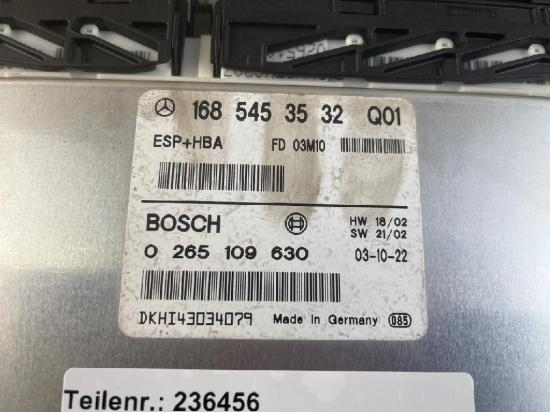 168 545 35 32 Q01
ESP+HBA FD 03M10
BOSCH HW 18/02
SW 21/02
0 265 109 630 03-10-22
DKHI43034079 Made in Germany 085
Teilenr.: 236456